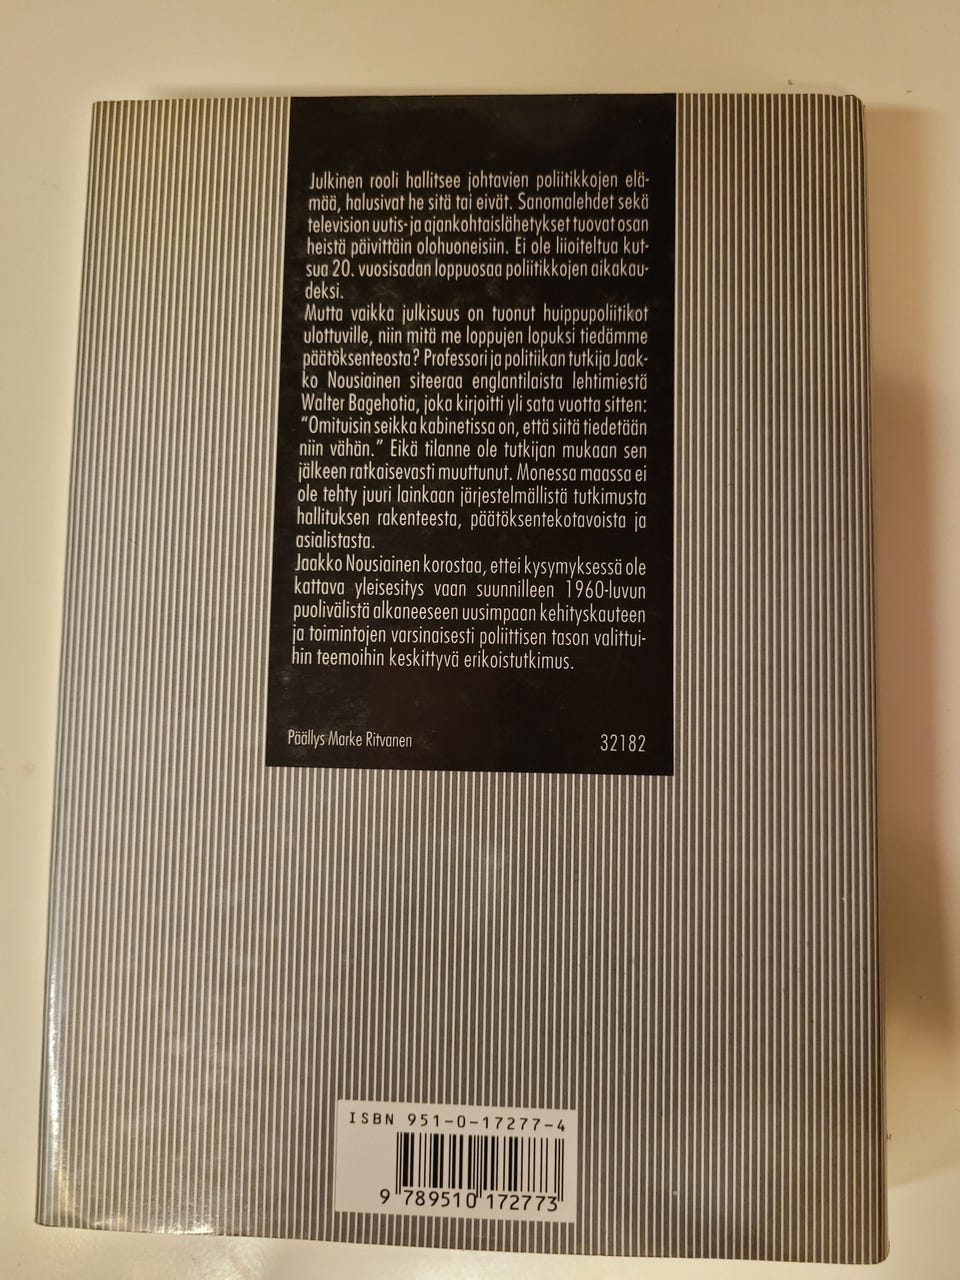 Julkinen rooli hallitsee johtavien poliitikkojen elä-
mää, halusivat he sitä tai eivät. Sanomalehdet sekä
television uutis- ja ajankohtaislähetykset tuovat osan
heistä päivittäin olohuoneisiin. Ei ole liioiteltua kut-
sua 20. vuosisadan loppuosaa poliitikkojen aikakau-
deksi.
Mutta vaikka julkisuus on tuonut huippupoliitikot
ulottuville, niin mitä me loppujen lopuksi tiedämme
päätöksenteosta? Professori ja politiikan tutkija Jaak-
ko Nousiainen siteeraa englantilaista lehtimiestä
Walter Bagehotia, joka kirjoitti yli sata vuotta sitten:
"Omituisin seikka kabinetissa on, että siitä tiedetään
niin vähän." Eikä tilanne ole tutkijan mukaan sen
jälkeen ratkaisevasti muuttunut. Monessa maassa ei
ole tehty juuri lainkaan järjestelmällistä tutkimusta
hallituksen rakenteesta, päätöksentekotavoista ja
asialistasta.
Jaakko Nousiainen korostaa, ettei kysymyksessä ole
kattava yleisesitys vaan suunnilleen 1960-luvun
puolivälistä alkaneeseen uusimpaan kehityskauteen
ja toimintojen varsinaisesti poliittisen tason valittui-
hin teemoihin keskittyvä erikoistutkimus.
Päällys Marke Ritvanen 32182
ISBN 951-0-17277-4
9 789510 172773